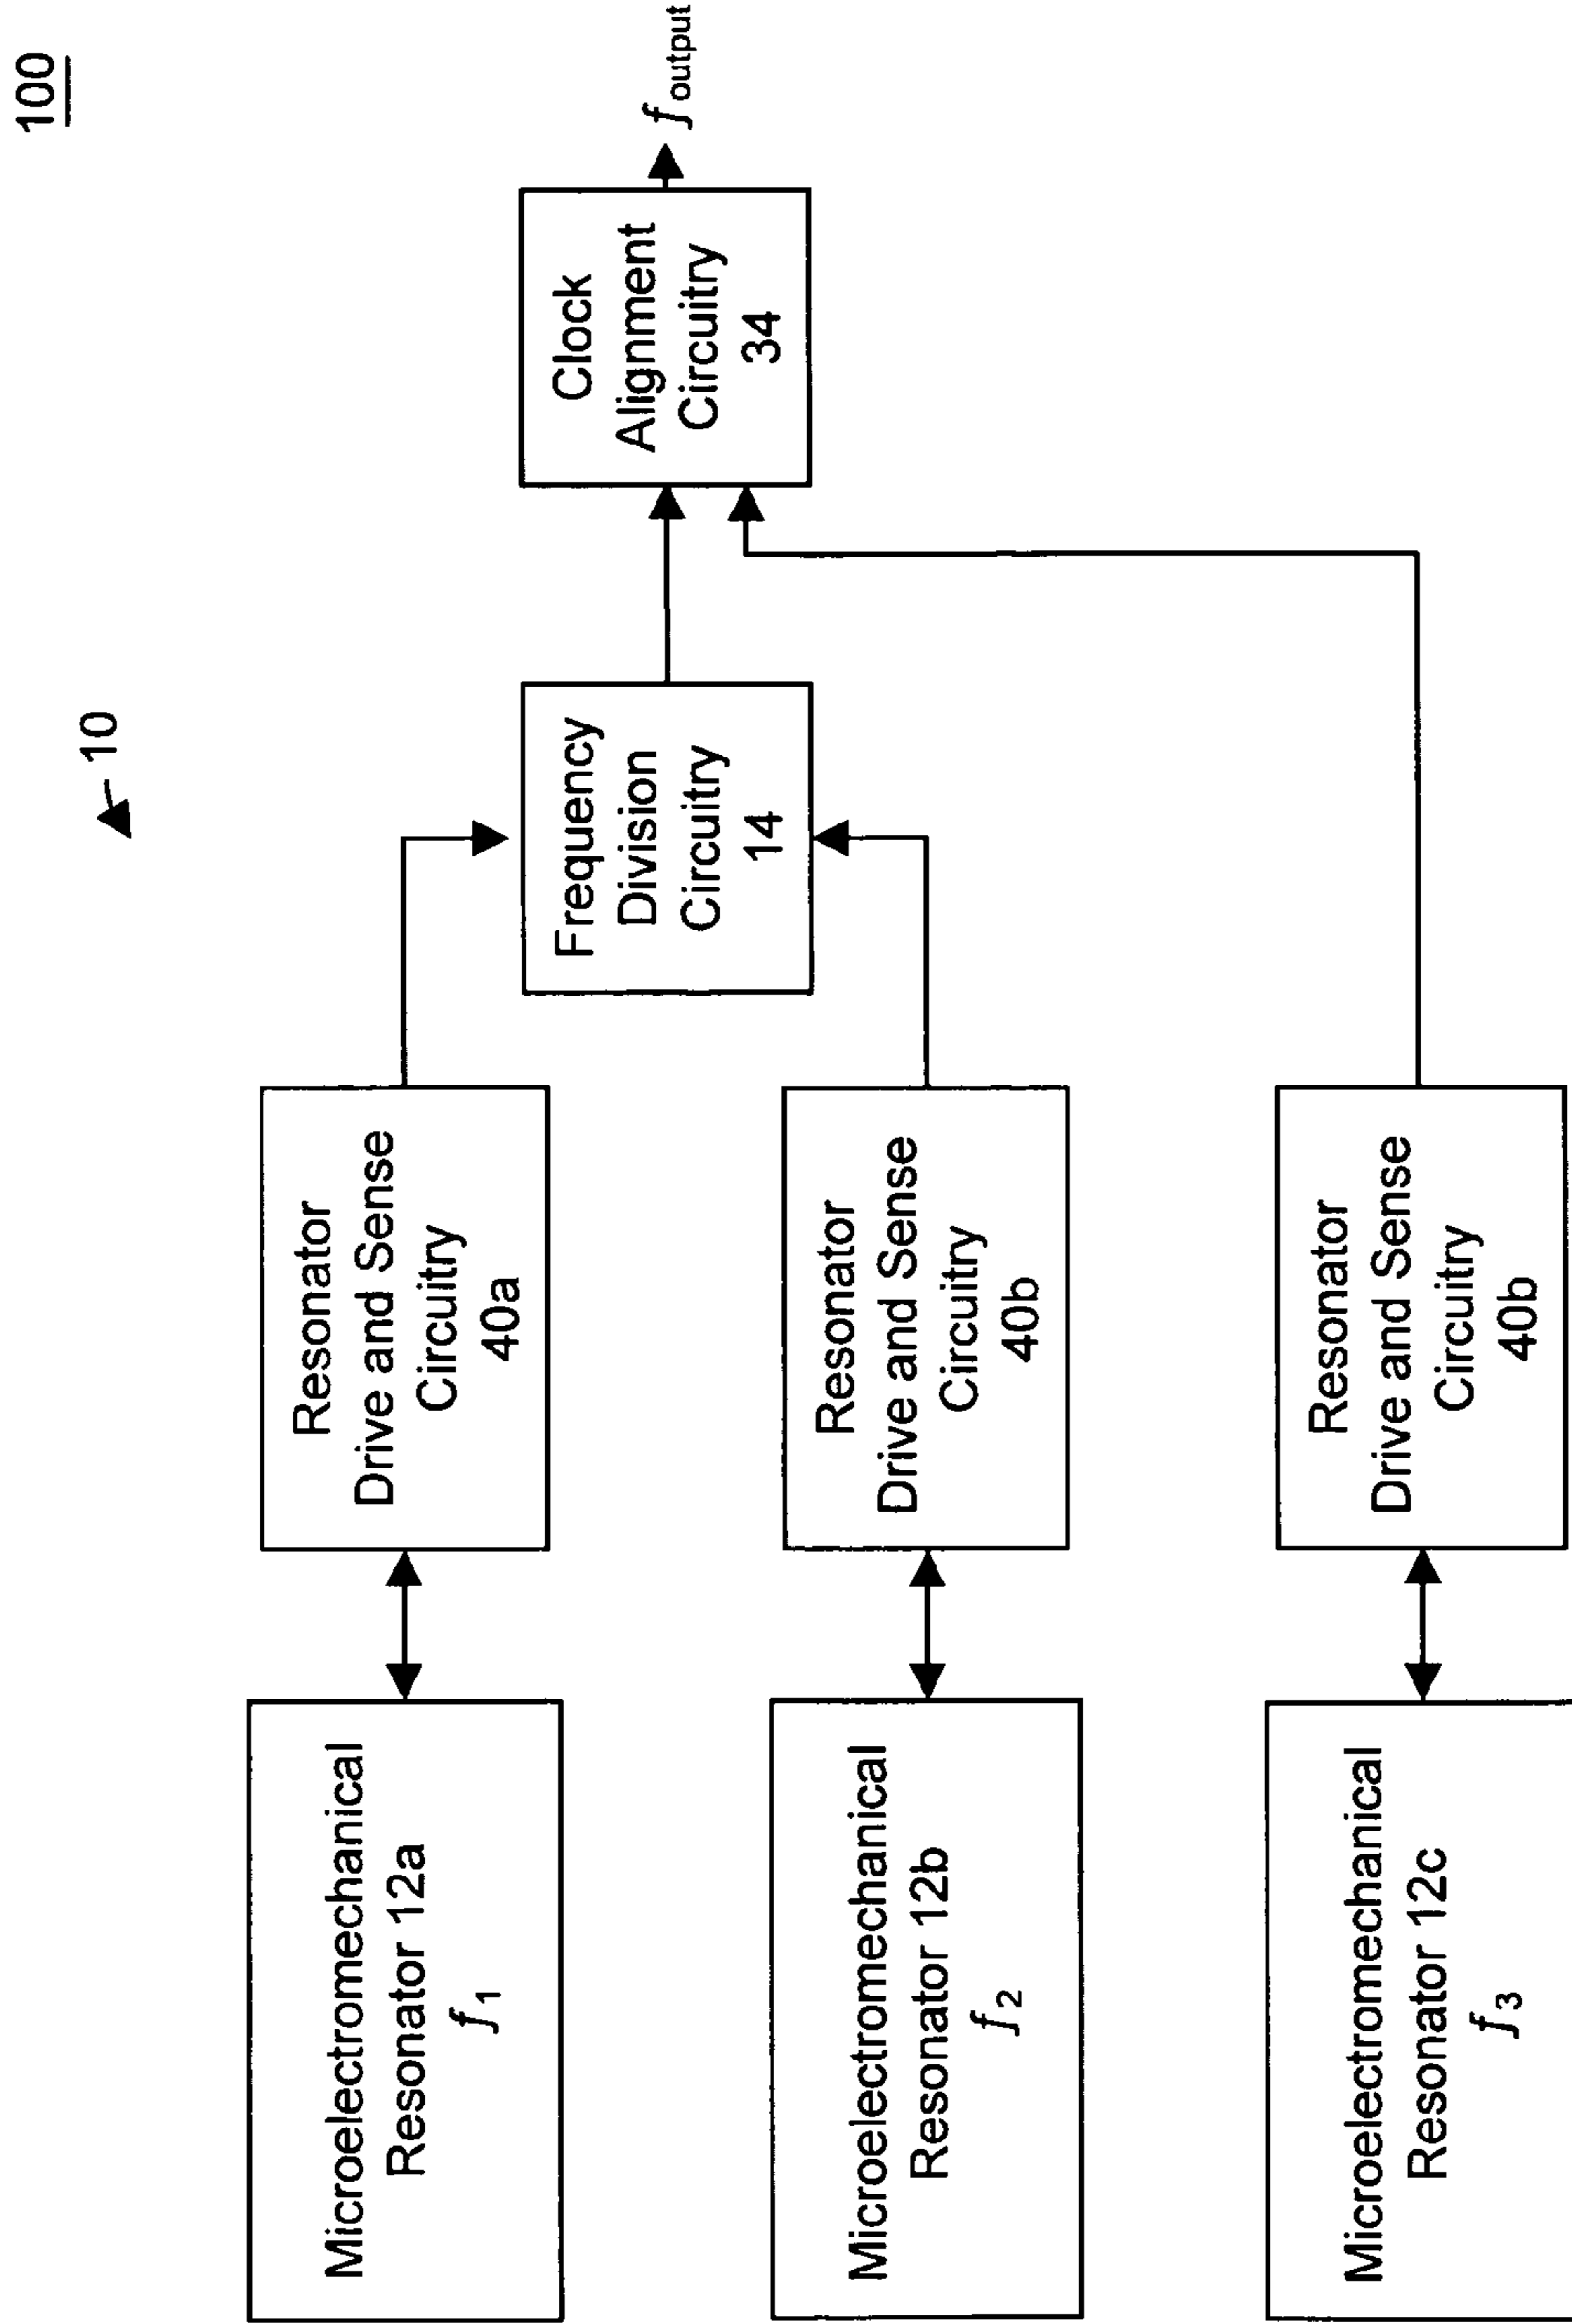 100
10
Microelectromechanical
Resonator 12a
f1
Resonator
Drive and Sense
Circuitry
40a
Frequency
Division
Circuitry
14
Clock
Alignment
Circuitry
34
f output
Microelectromechanical
Resonator 12b
f2
Resonator
Drive and Sense
Circuitry
40b
Microelectromechanical
Resonator 12c
f3
Resonator
Drive and Sense
Circuitry
40b